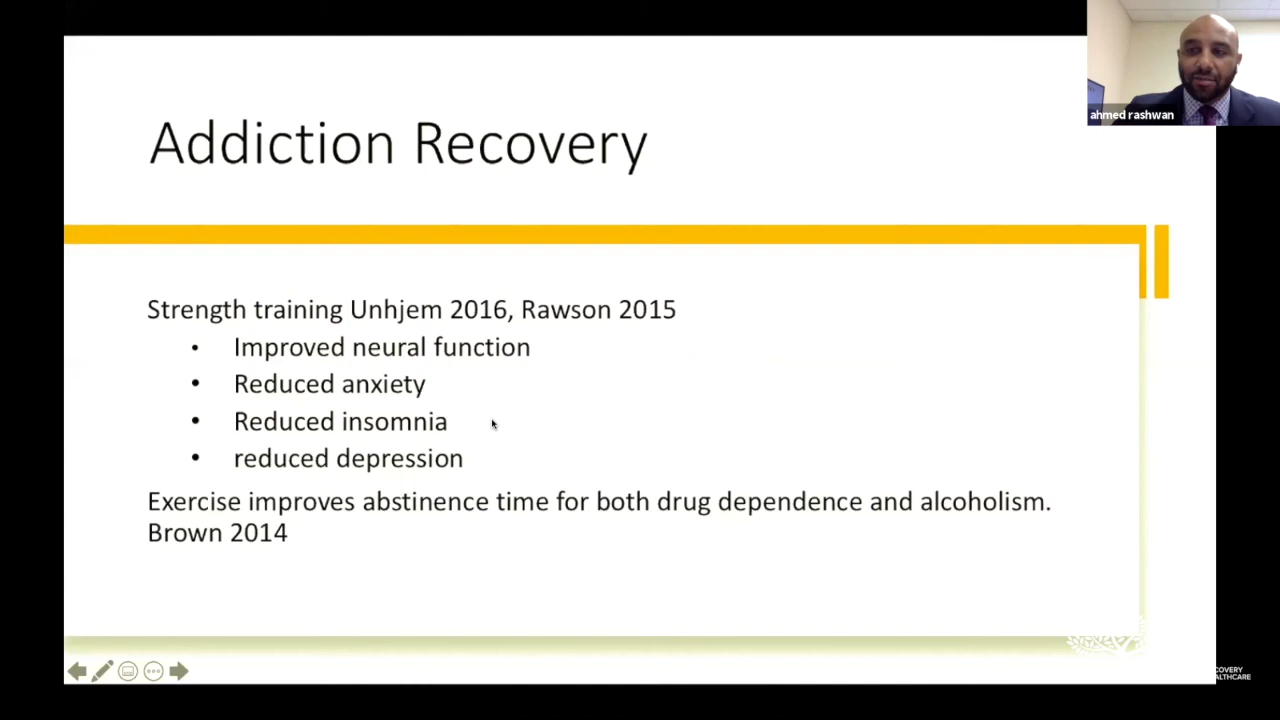 ahmed rashwan
Addiction Recovery
Strength training Unhjem 2016, Rawson 2015
• Improved neural function
• Reduced anxiety
• Reduced insomnia
• reduced depression
Exercise improves abstinence time for both drug dependence and alcoholism.
Brown 2014